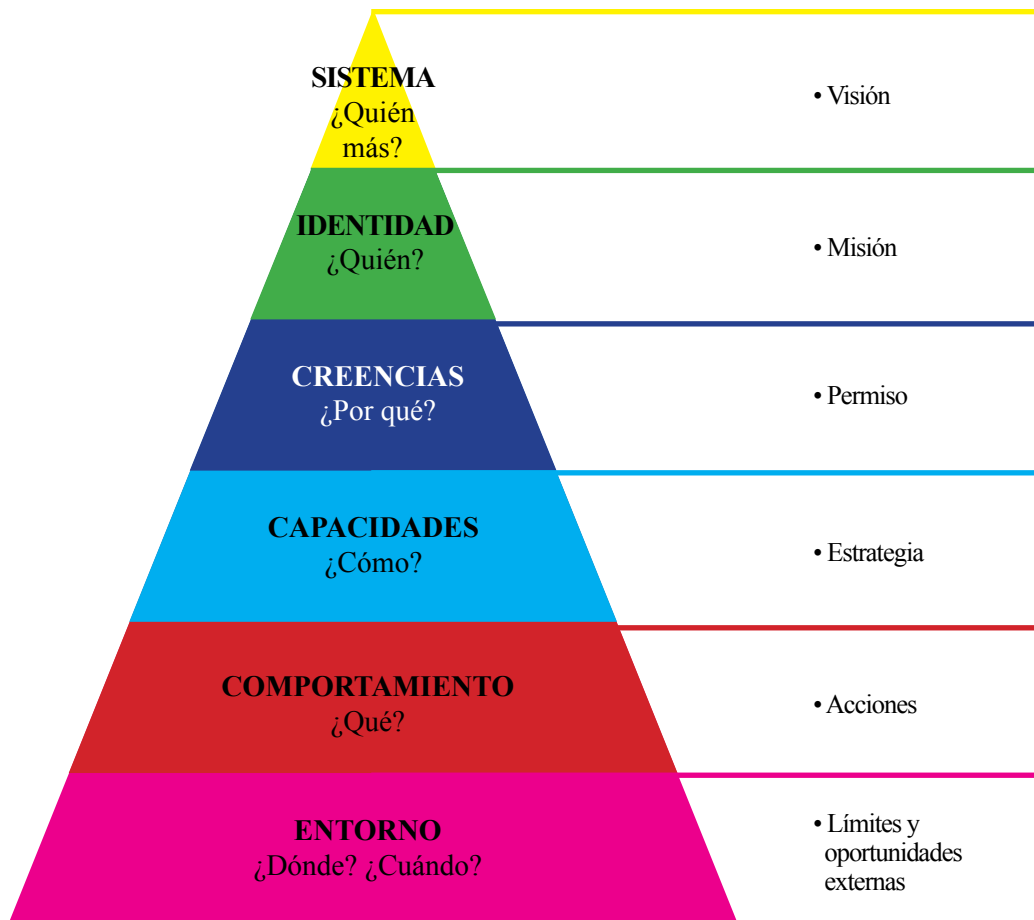 SISTEMA
¿Quién
más?
• Visión
IDENTIDAD
¿Quién?
• Misión
CREENCIAS
¿Por qué?
• Permiso
CAPACIDADES
¿Cómo?
• Estrategia
COMPORTAMIENTO
¿Qué?
• Acciones
ENTORNO
¿Dónde? ¿Cuándo?
• Límites y
oportunidades
externas